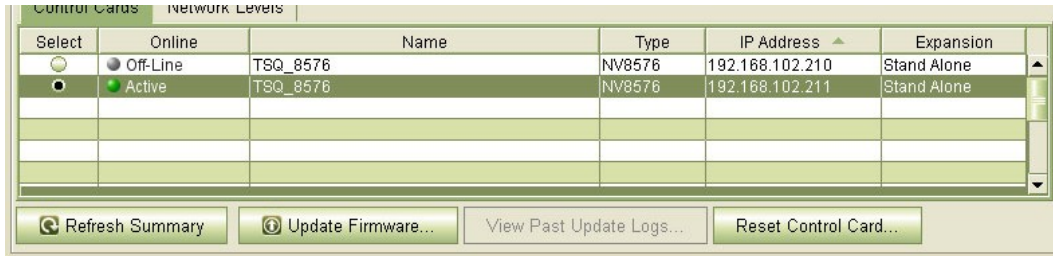 Control Cards Network Levels
Select Online Name Type IP Address Expansion
Off-Line TSQ_8576 NV8576 192.168.102.210 Stand Alone
Active TSQ_8576 NV8576 192.168.102.211 Stand Alone
Refresh Summary Update Firmware... View Past Update Logs... Reset Control Card...